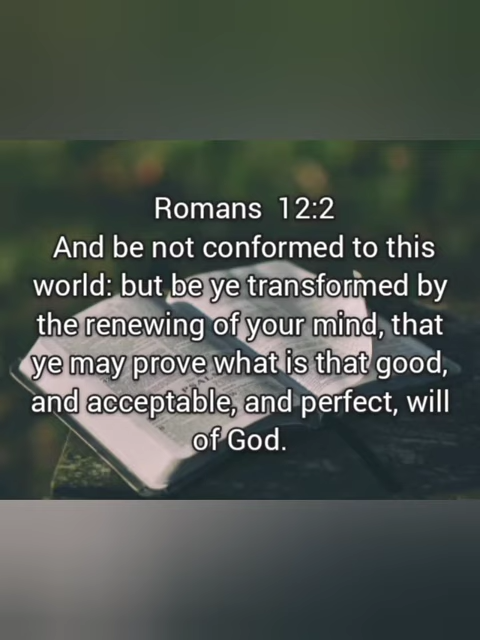 Romans 12:2
And be not conformed to this
world: but be ye transformed by
the renewing of your mind, that
ye may prove what is that good,
and acceptable, and perfect, will
of God.